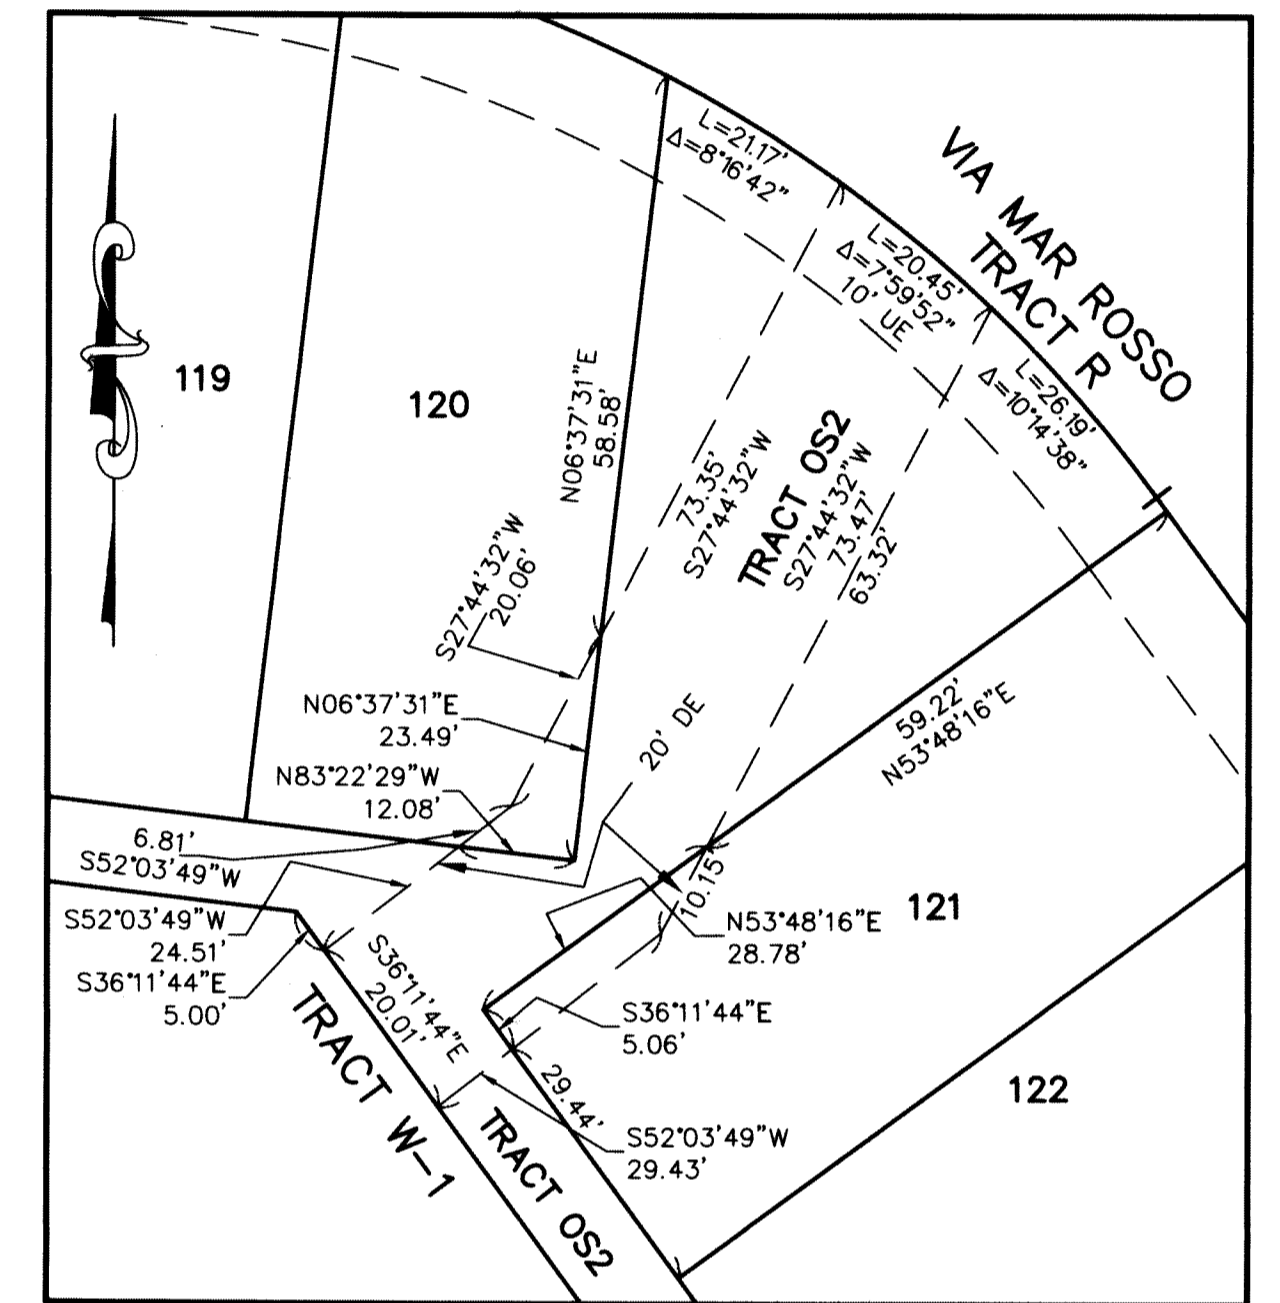 L=21.17'
Δ=8°16'42"
VIA MAR ROSSO
TRACT R
L=20.45'
Δ=7°59'52"
10' UE
L=26.19'
Δ=10°14'38"
119
120
N06°37'31"E
58.58'
73.35'
S27°44'32"W
TRACT OS2
S27°44'32"W
73.47'
63.32'
S27°44'32"W
20.06'
N06°37'31"E
23.49'
20' DE
59.22'
N53°48'16"E
N83°22'29"W
12.08'
6.81'
S52°03'49"W
10.15'
121
S52°03'49"W
24.51'
N53°48'16"E
28.78'
S36°11'44"E
5.00'
S36°11'44"E
20.01'
S36°11'44"E
5.06'
TRACT W-1
29.44'
122
S52°03'49"W
29.43'
TRACT OS2